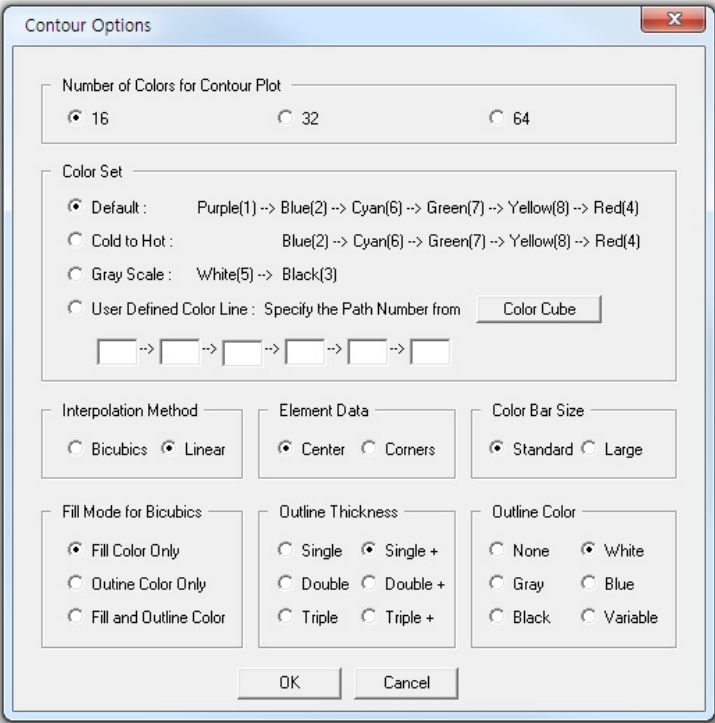 Contour Options
Number of Colors for Contour Plot
16 32 64
Color Set
Default : Purple(1) --> Blue(2) --> Cyan(6) --> Green(7) --> Yellow(8) --> Red(4)
Cold to Hot : Blue(2) --> Cyan(6) --> Green(7) --> Yellow(8) --> Red(4)
Gray Scale : White(5) --> Black(3)
User Defined Color Line : Specify the Path Number from Color Cube
--> --> --> --> -->
Interpolation Method Element Data Color Bar Size
Bicubics Linear Center Corners Standard Large
Fill Mode for Bicubics Outline Thickness Outline Color
Fill Color Only Single Single + None White
Outine Color Only Double Double + Gray Blue
Fill and Outline Color Triple Triple + Black Variable
OK Cancel